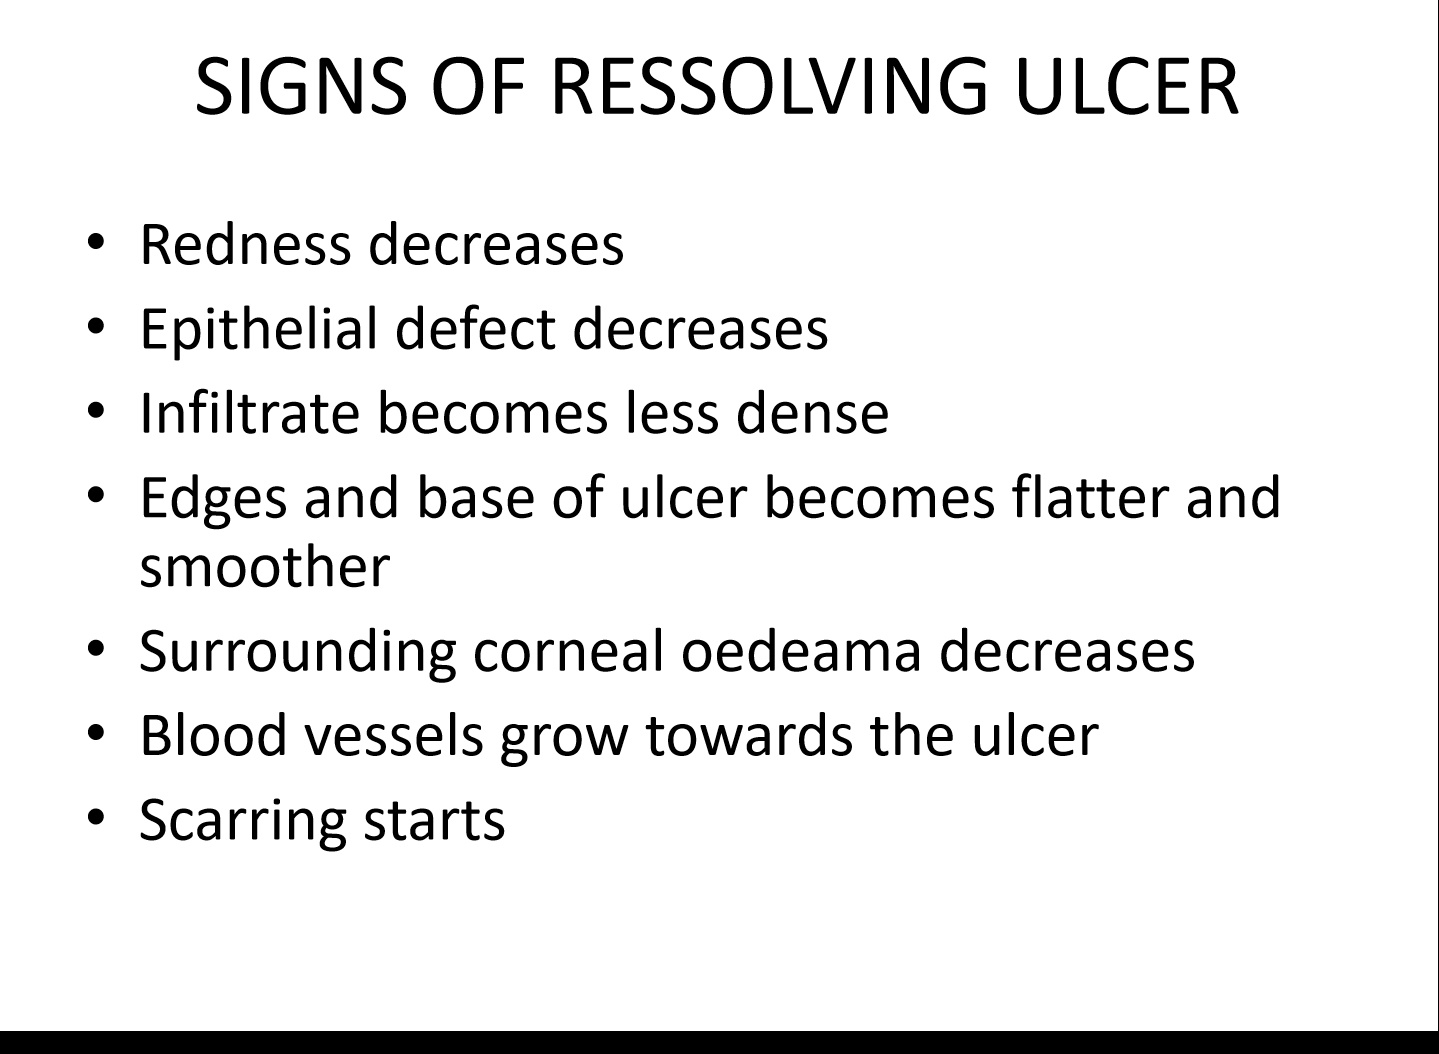 SIGNS OF RESSOLVING ULCER
• Redness decreases
• Epithelial defect decreases
• Infiltrate becomes less dense
• Edges and base of ulcer becomes flatter and
smoother
• Surrounding corneal oedeama decreases
• Blood vessels grow towards the ulcer
• Scarring starts